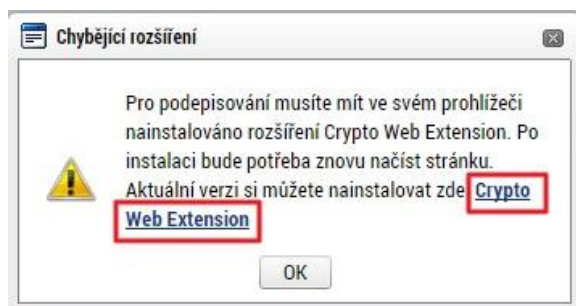 Chybějící rozšíření
Pro podepisování musíte mít ve svém prohlížeči
nainstalováno rozšíření Crypto Web Extension. Po
instalaci bude potřeba znovu načíst stránku.
Aktuální verzi si můžete nainstalovat zde Crypto
Web Extension
OK